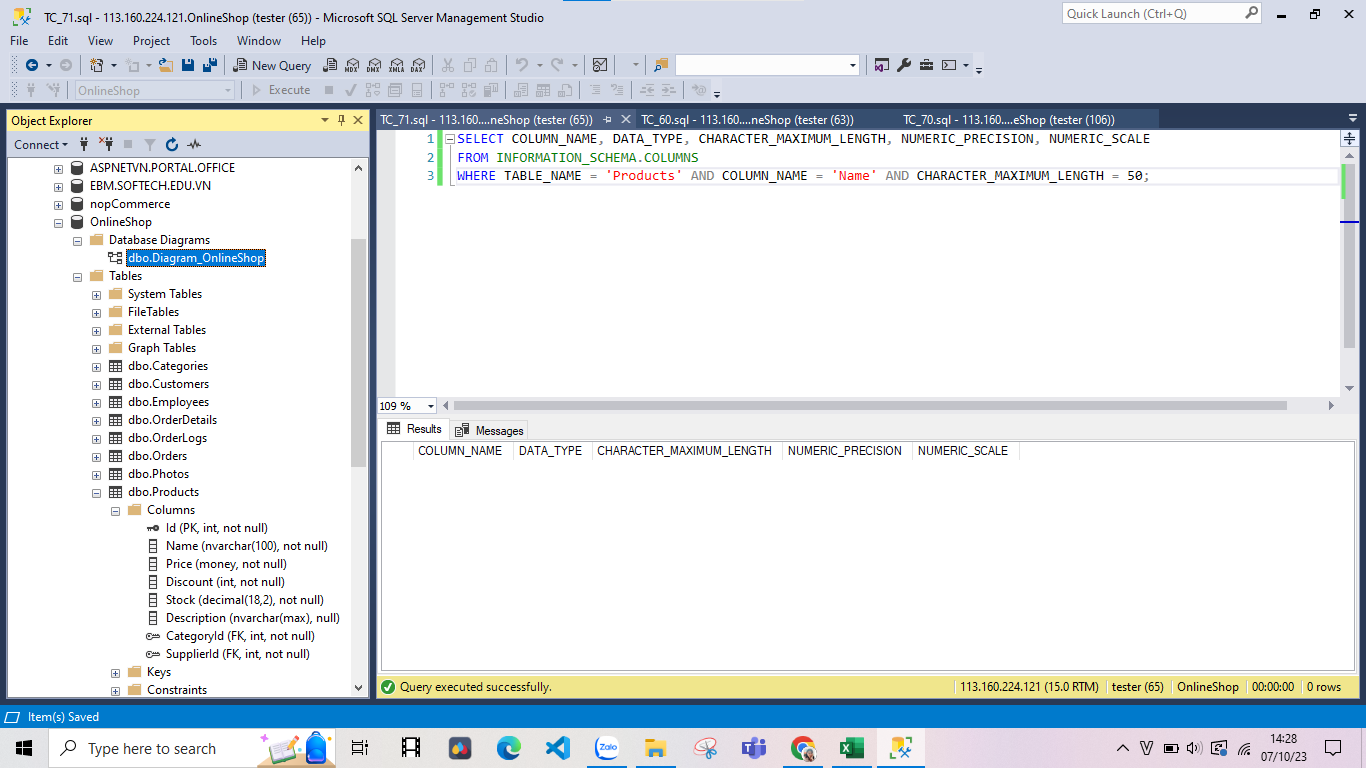 TC_71.sql - 113.160.224.121.OnlineShop (tester (65)) - Microsoft SQL Server Management Studio
Quick Launch (Ctrl+Q)
File Edit View Project Tools Window Help
New Query MDX DMX XMLA DAX
OnlineShop Execute
Object Explorer
Connect
ASPNETVN.PORTAL.OFFICE
EBM.SOFTECH.EDU.VN
nopCommerce
OnlineShop
Database Diagrams
dbo.Diagram_OnlineShop
Tables
System Tables
FileTables
External Tables
Graph Tables
dbo.Categories
dbo.Customers
dbo.Employees
dbo.OrderDetails
dbo.OrderLogs
dbo.Orders
dbo.Photos
dbo.Products
Columns
Id (PK, int, not null)
Name (nvarchar(100), not null)
Price (money, not null)
Discount (int, not null)
Stock (decimal(18,2), not null)
Description (nvarchar(max), null)
CategoryId (FK, int, not null)
SupplierId (FK, int, not null)
Keys
Constraints
TC_71.sql - 113.160....neShop (tester (65)) TC_60.sql - 113.160....neShop (tester (63)) TC_70.sql - 113.160....eShop (tester (106))
1 SELECT COLUMN_NAME, DATA_TYPE, CHARACTER_MAXIMUM_LENGTH, NUMERIC_PRECISION, NUMERIC_SCALE
2 FROM INFORMATION_SCHEMA.COLUMNS
3 WHERE TABLE_NAME = 'Products' AND COLUMN_NAME = 'Name' AND CHARACTER_MAXIMUM_LENGTH = 50;
109 %
Results Messages
COLUMN_NAME DATA_TYPE CHARACTER_MAXIMUM_LENGTH NUMERIC_PRECISION NUMERIC_SCALE
Query executed successfully. 113.160.224.121 (15.0 RTM) tester (65) OnlineShop 00:00:00 0 rows
Item(s) Saved
Type here to search
Zalo
V
14:28
07/10/23